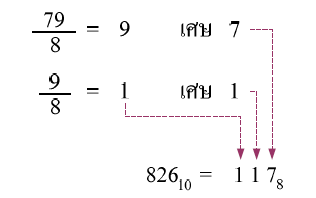 79/8 = 9 เศษ 7
9/8 = 1 เศษ 1
826₁₀ = 1 1 7₈